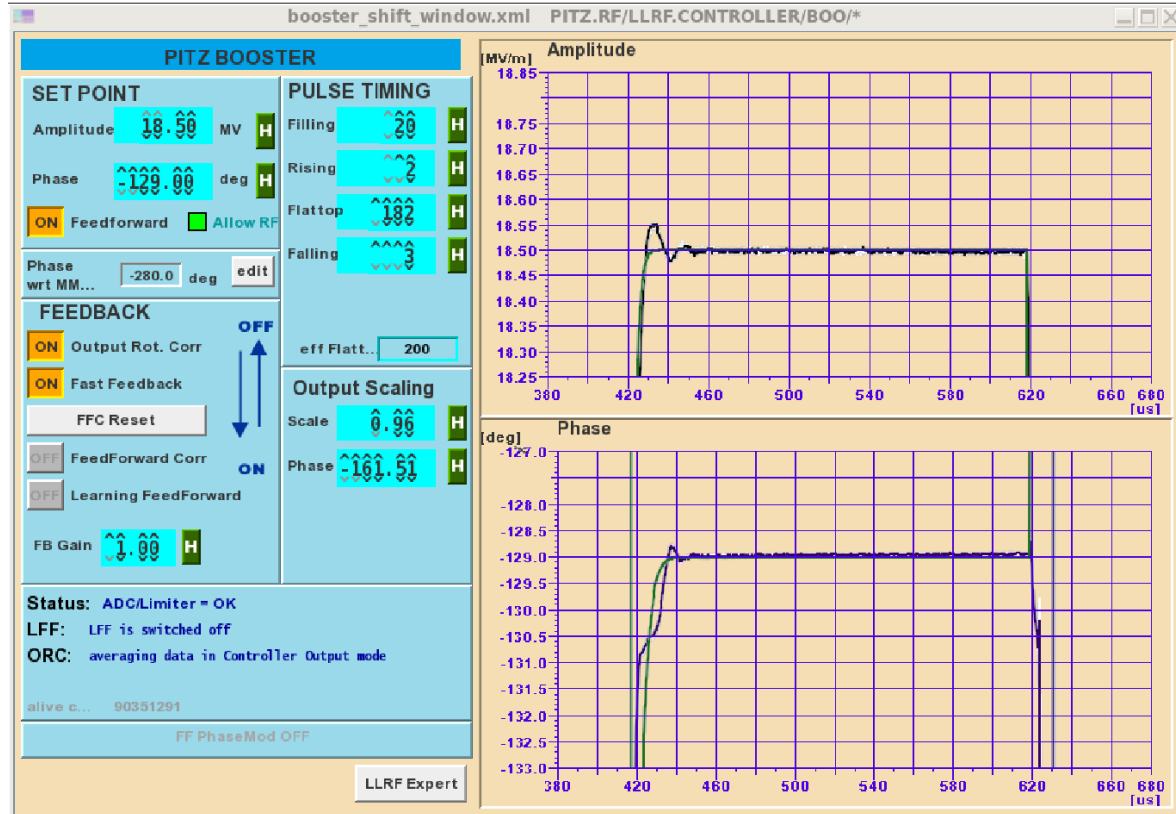 booster_shift_window.xml PITZ.RF/LLRF.CONTROLLER/BOO/*
PITZ BOOSTER
SET POINT
Amplitude 18.50 MV H
Phase -129.00 deg H
ON Feedforward Allow RF
Phase
wrt MM... -280.0 deg edit
FEEDBACK
OFF
ON Output Rot. Corr
ON Fast Feedback
FFC Reset
OFF FeedForward Corr
ON
OFF Learning FeedForward
FB Gain 1.00 H
PULSE TIMING
Filling 20 H
Rising 2 H
Flattop 182 H
Falling 3 H
eff Flatt... 200
Output Scaling
Scale 0.96 H
Phase -161.51 H
Status: ADC/Limiter = OK
LFF: LFF is switched off
ORC: averaging data in Controller Output mode
alive c... 90351291
FF PhaseMod OFF
LLRF Expert
Amplitude
[MV/m]
18.85
18.75
18.70
18.65
18.60
18.55
18.50
18.45
18.40
18.35
18.30
18.25
380 420 460 500 540 580 620 660 680
[us]
Phase
[deg]
-127.0
-128.0
-128.5
-129.0
-129.5
-130.0
-130.5
-131.0
-131.5
-132.0
-132.5
-133.0
380 420 460 500 540 580 620 660 680
[us]